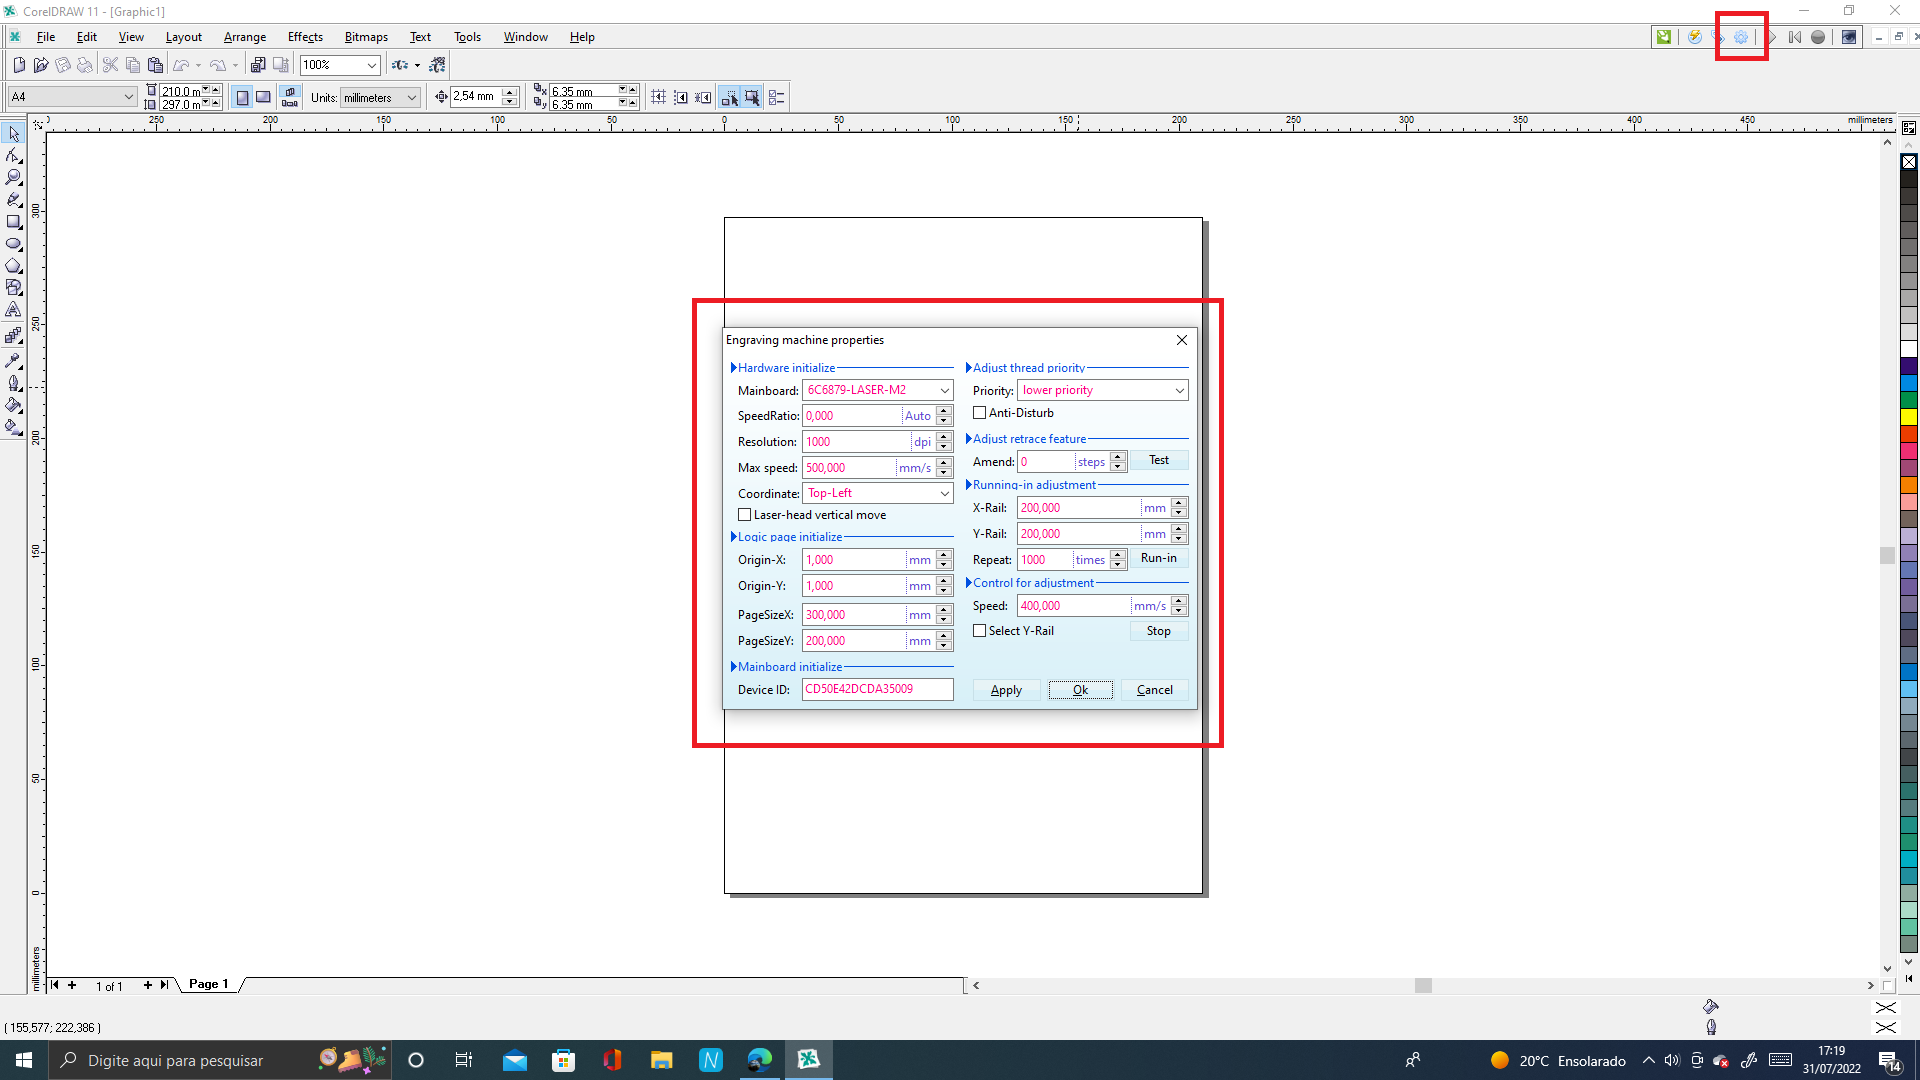 CorelDRAW 11 - [Graphic1]
File Edit View Layout Arrange Effects Bitmaps Text Tools Window Help
100%
A4
210.0 m
297.0 m
Units: millimeters
2,54 mm
6.35 mm
6.35 mm
250 200 150 100 50 0 50 100 150 200 250 300 350 400 450 millimeters
300
250
200
150
100
50
0
millimeters
Engraving machine properties
Hardware initialize
Mainboard: 6C6879-LASER-M2
SpeedRatio: 0,000 Auto
Resolution: 1000 dpi
Max speed: 500,000 mm/s
Coordinate: Top-Left
Laser-head vertical move
Logic page initialize
Origin-X: 1,000 mm
Origin-Y: 1,000 mm
PageSizeX: 300,000 mm
PageSizeY: 200,000 mm
Mainboard initialize
Device ID: CD50E42DCDA35009
Adjust thread priority
Priority: lower priority
Anti-Disturb
Adjust retrace feature
Amend: 0 steps Test
Running-in adjustment
X-Rail: 200,000 mm
Y-Rail: 200,000 mm
Repeat: 1000 times Run-in
Control for adjustment
Speed: 400,000 mm/s
Select Y-Rail Stop
Apply Ok Cancel
1 of 1 Page 1
( 155,577; 222,386 )
Digite aqui para pesquisar
N
20°C Ensolarado
17:19
31/07/2022
14